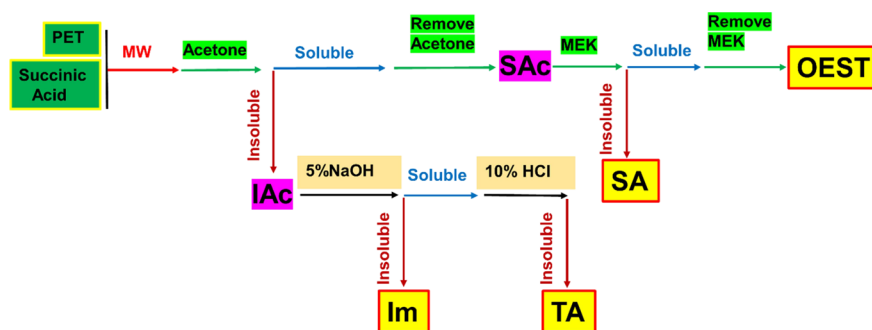 PET
Succinic
Acid
MW
Acetone
Soluble
Remove
Acetone
SAc
MEK
Soluble
Remove
MEK
OEST
Insoluble
Insoluble
IAc
5%NaOH
Soluble
10% HCl
SA
Insoluble
Insoluble
Im
TA